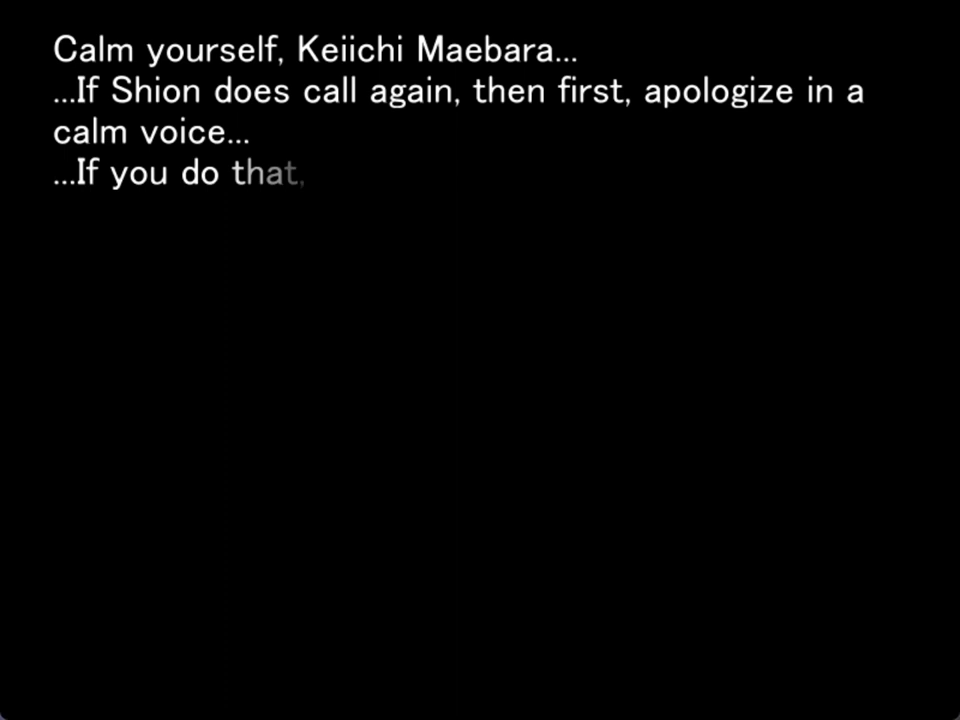 Calm yourself, Keiichi Maebara...
...If Shion does call again, then first, apologize in a
calm voice...
...If you do that,